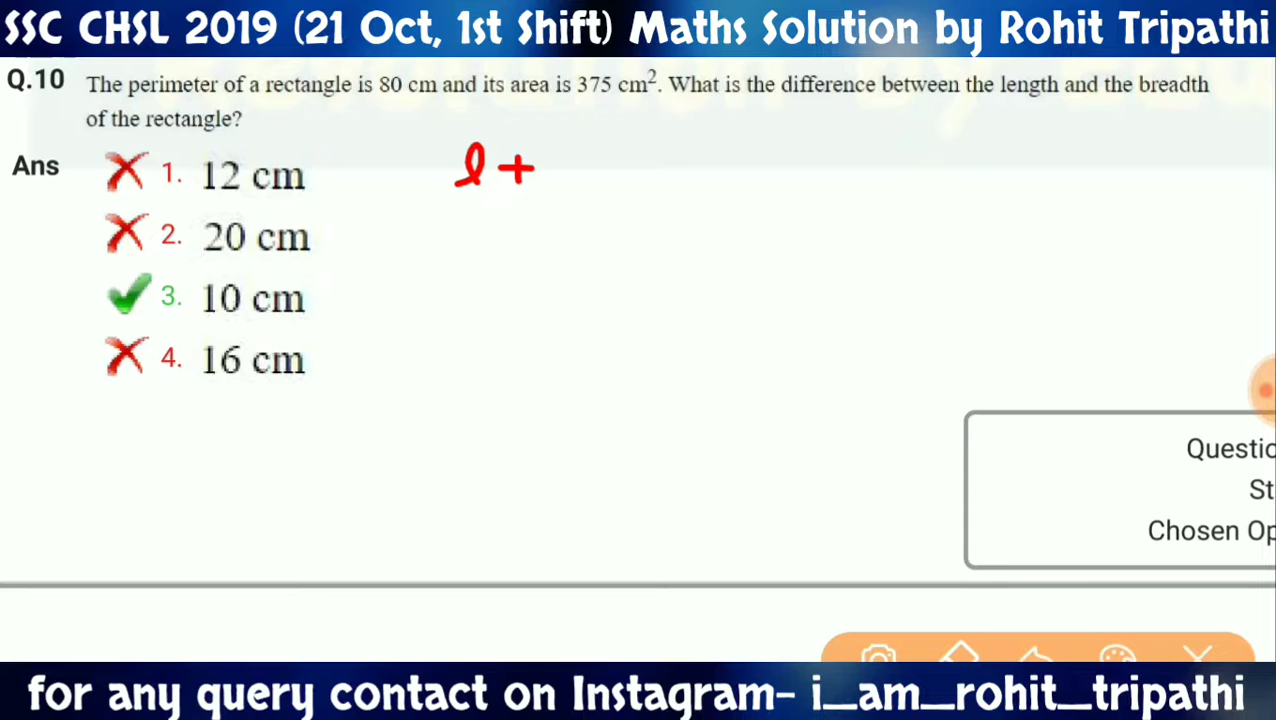 SSC CHSL 2019 (21 Oct, 1st Shift) Maths Solution by Rohit Tripathi
Q.10 The perimeter of a rectangle is 80 cm and its area is 375 cm². What is the difference between the length and the breadth
of the rectangle?
Ans 1. 12 cm
l +
2. 20 cm
3. 10 cm
4. 16 cm
Questio
St
Chosen Op
for any query contact on Instagram- i_am_rohit_tripathi